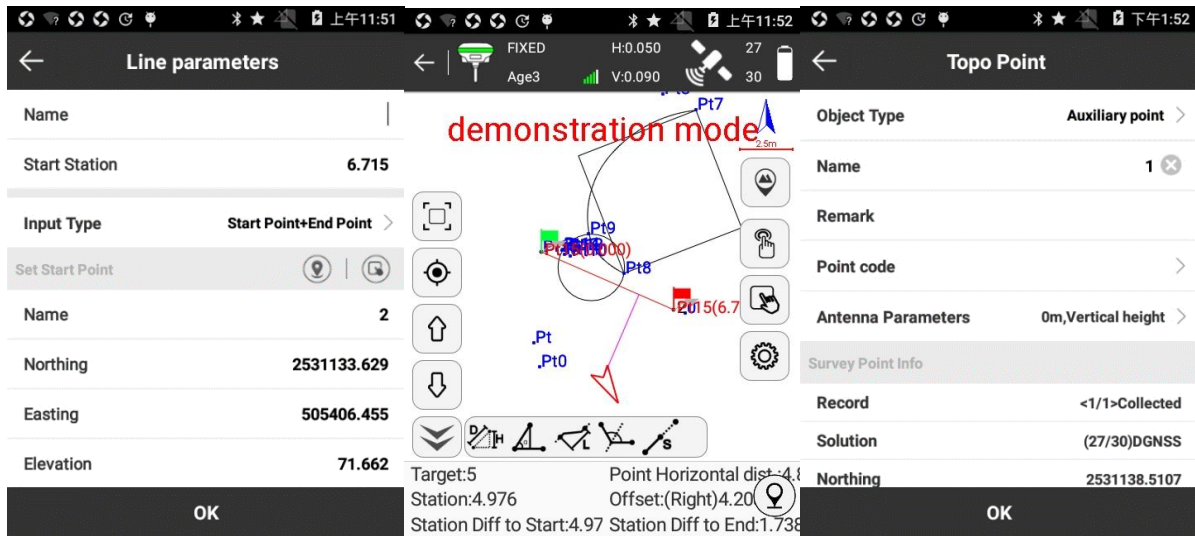 上午11:51
Line parameters
Name
Start Station 6.715
Input Type Start Point+End Point
Set Start Point
Name 2
Northing 2531133.629
Easting 505406.455
Elevation 71.662
OK
上午11:52
FIXED H:0.050 27
Age3 V:0.090 30
Pt7
demonstration mode
2.5m
Pt9
Pt8
Pt
Pt0
D H L S
Target:5 Point Horizontal dist:4.8
Station:4.976 Offset:(Right)4.20
Station Diff to Start:4.97 Station Diff to End:1.738
下午1:52
Topo Point
Object Type Auxiliary point
Name 1
Remark
Point code
Antenna Parameters 0m,Vertical height
Survey Point Info
Record <1/1>Collected
Solution (27/30)DGNSS
Northing 2531138.5107
OK